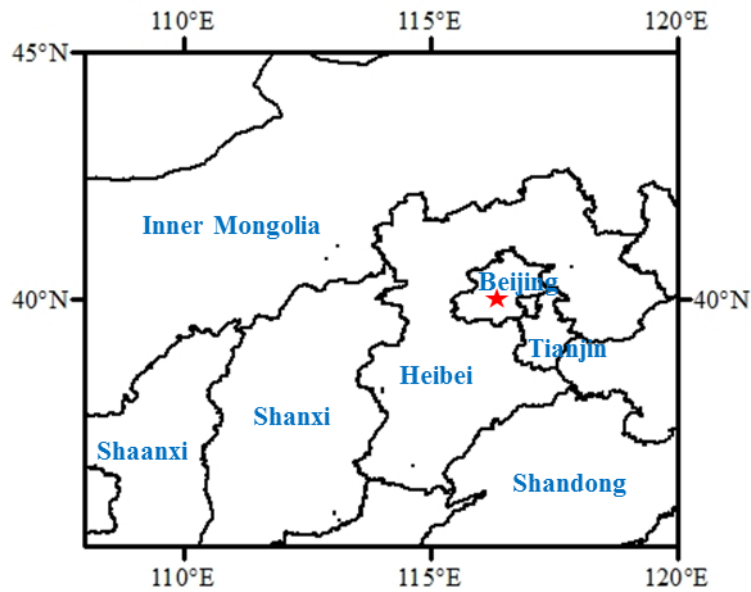 110°E 115°E 120°E
45°N
Inner Mongolia
Beijing
40°N 40°N
Tianjin
Heibei
Shanxi
Shaanxi
Shandong
110°E 115°E 120°E